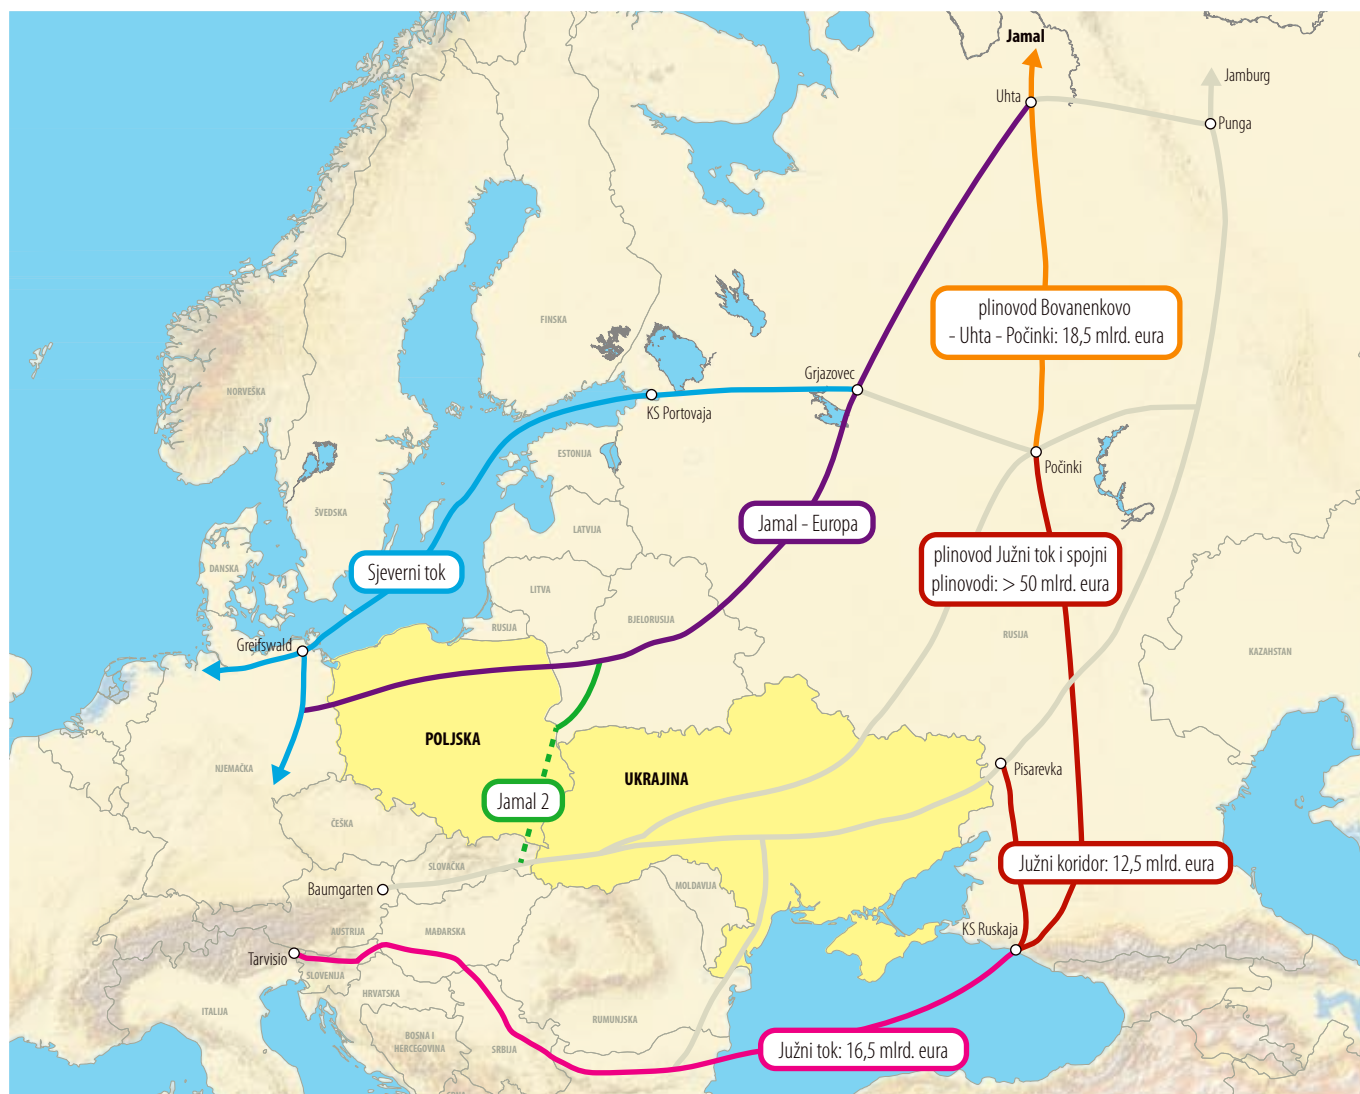 Jamal
Jamburg
Uhta
Punga
plinovod Bovanenkovo
- Uhta - Počinki: 18,5 mlrd. eura
FINSKA
Grjazovec
NORVEŠKA
KS Portovaja
ESTONIJA
Počinki
ŠVEDSKA
Jamal - Europa
LATVIJA
plinovod Južni tok i spojni
plinovodi: > 50 mlrd. eura
DANSKA
Sjeverni tok
LITVA
BJELORUSIJA
RUSIJA
RUSIJA
Greifswald
KAZAHSTAN
POLJSKA
NJEMAČKA
UKRAJINA
Pisarevka
Jamal 2
ČEŠKA
SLOVAČKA
Južni koridor: 12,5 mlrd. eura
Baumgarten
MOLDAVIJA
AUSTRIJA
MAĐARSKA
KS Ruskaja
Tarvisio
SLOVENIJA
HRVATSKA
ITALIJA
RUMUNJSKA
BOSNA I
HERCEGOVINA
SRBIJA
Južni tok: 16,5 mlrd. eura